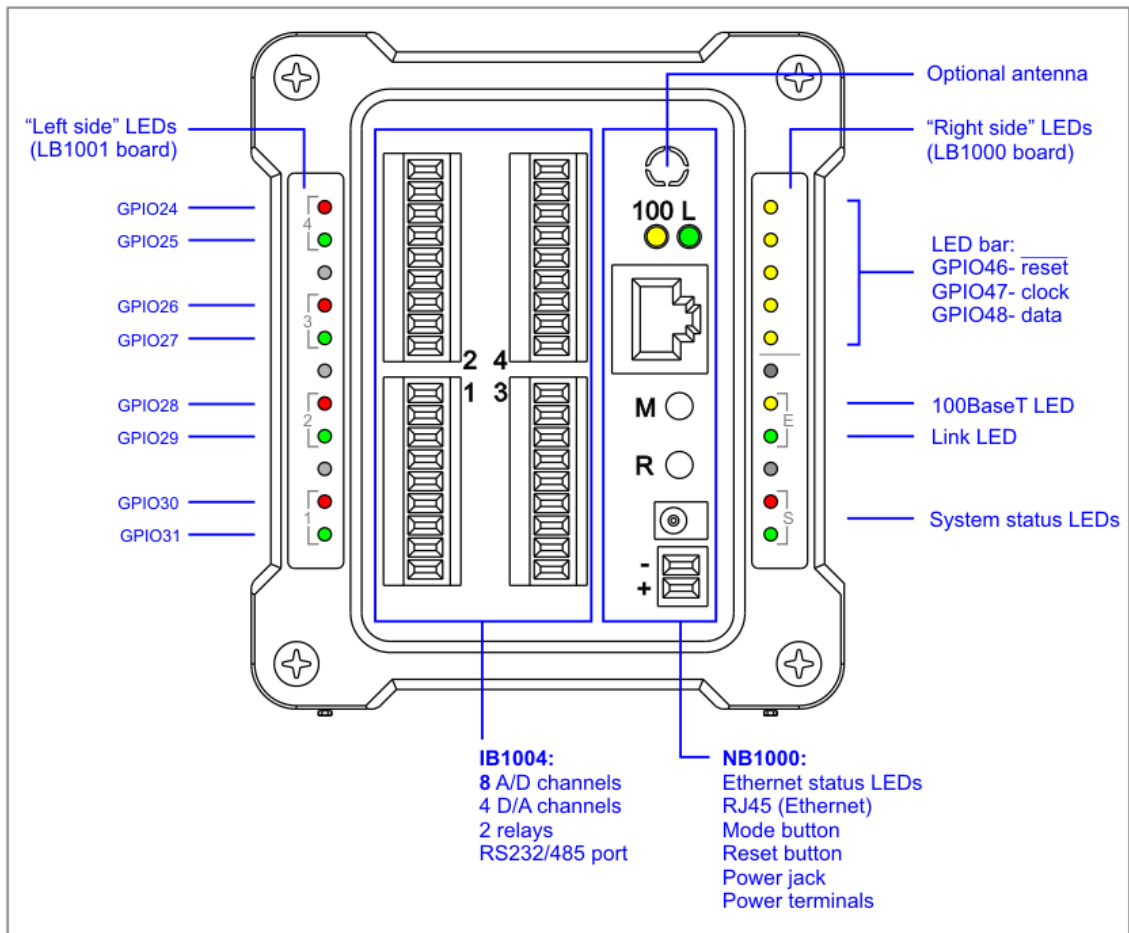 Optional antenna
“Left side” LEDs
(LB1001 board)
“Right side” LEDs
(LB1000 board)
GPIO24
GPIO25
GPIO26
GPIO27
GPIO28
GPIO29
GPIO30
GPIO31
4
3
2
1
2 4
1 3
100 L
M
R
-
+
E
S
LED bar:
GPIO46- reset
GPIO47- clock
GPIO48- data
100BaseT LED
Link LED
System status LEDs
IB1004:
8 A/D channels
4 D/A channels
2 relays
RS232/485 port
NB1000:
Ethernet status LEDs
RJ45 (Ethernet)
Mode button
Reset button
Power jack
Power terminals